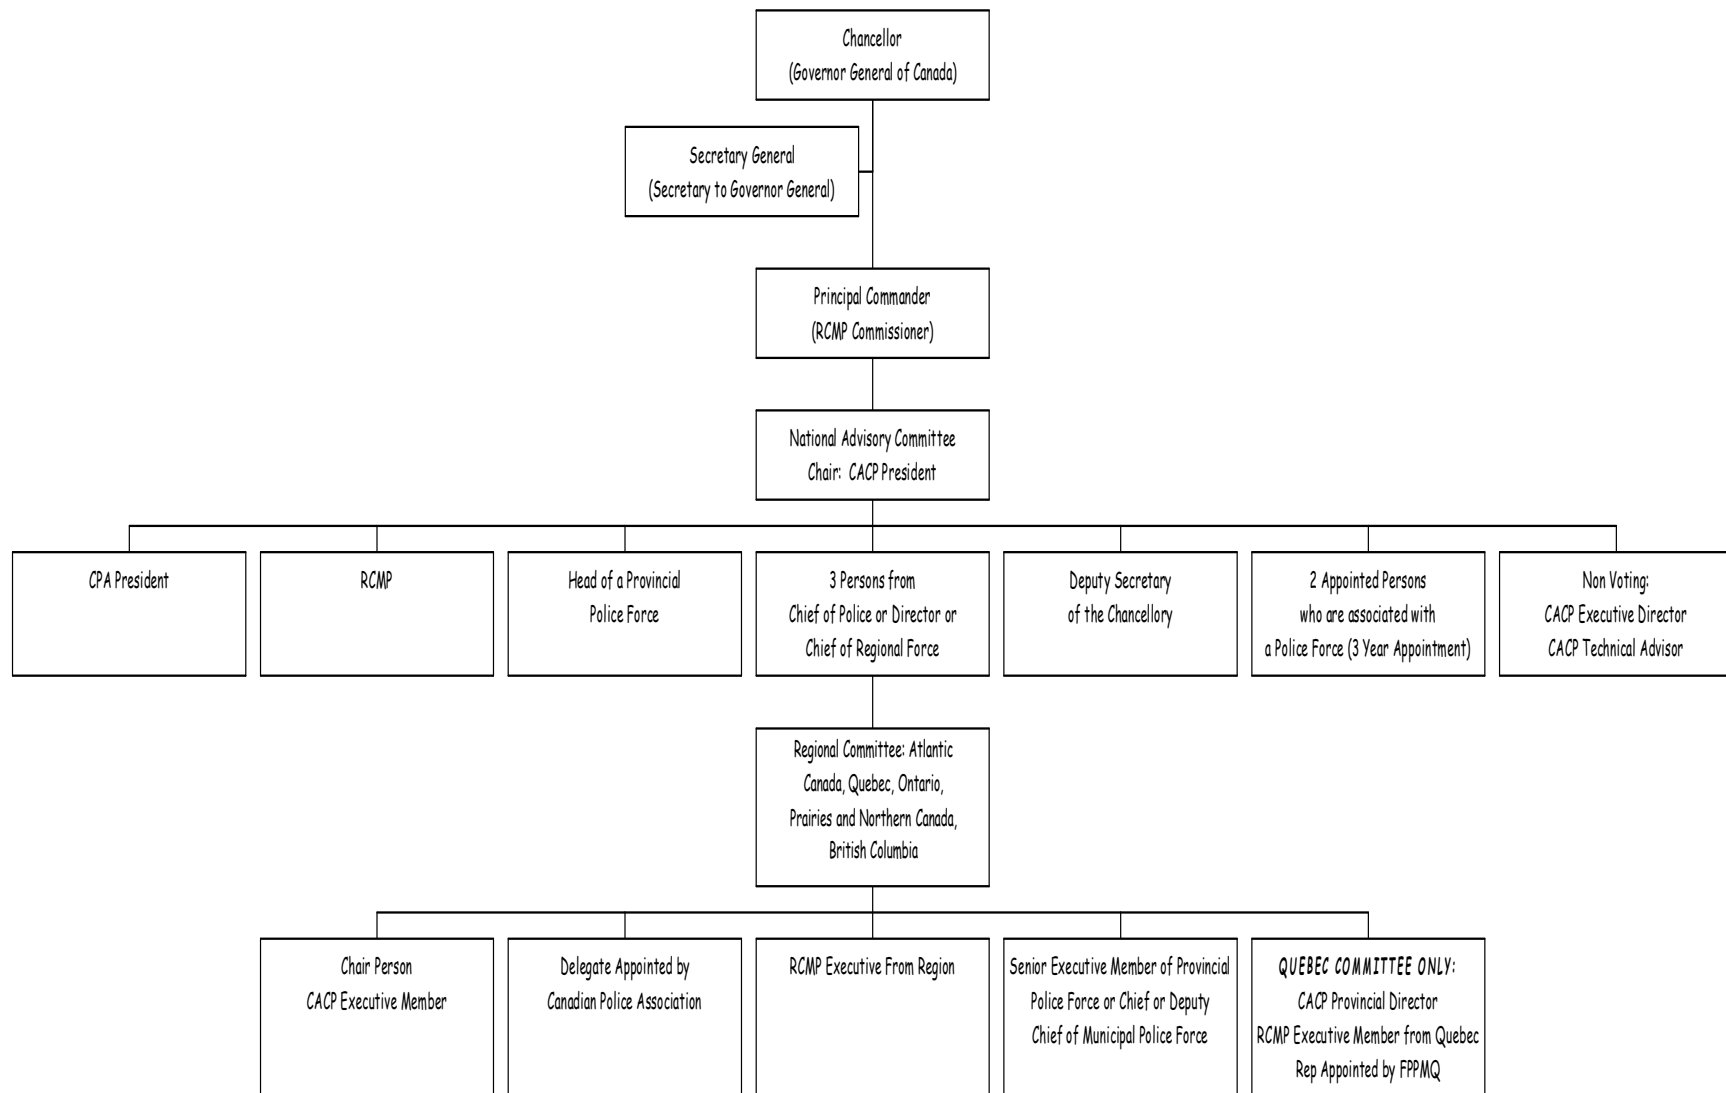 Chancellor
(Governor General of Canada)
Secretary General
(Secretary to Governor General)
Principal Commander
(RCMP Commissioner)
National Advisory Committee
Chair: CACP President
CPA President
RCMP
Head of a Provincial
Police Force
3 Persons from
Chief of Police or Director or
Chief of Regional Force
Deputy Secretary
of the Chancellory
2 Appointed Persons
who are associated with
a Police Force (3 Year Appointment)
Non Voting:
CACP Executive Director
CACP Technical Advisor
Regional Committee: Atlantic
Canada, Quebec, Ontario,
Prairies and Northern Canada,
British Columbia
Chair Person
CACP Executive Member
Delegate Appointed by
Canadian Police Association
RCMP Executive From Region
Senior Executive Member of Provincial
Police Force or Chief or Deputy
Chief of Municipal Police Force
QUEBEC COMMITTEE ONLY:
CACP Provincial Director
RCMP Executive Member from Quebec
Rep Appointed by FPPMQ